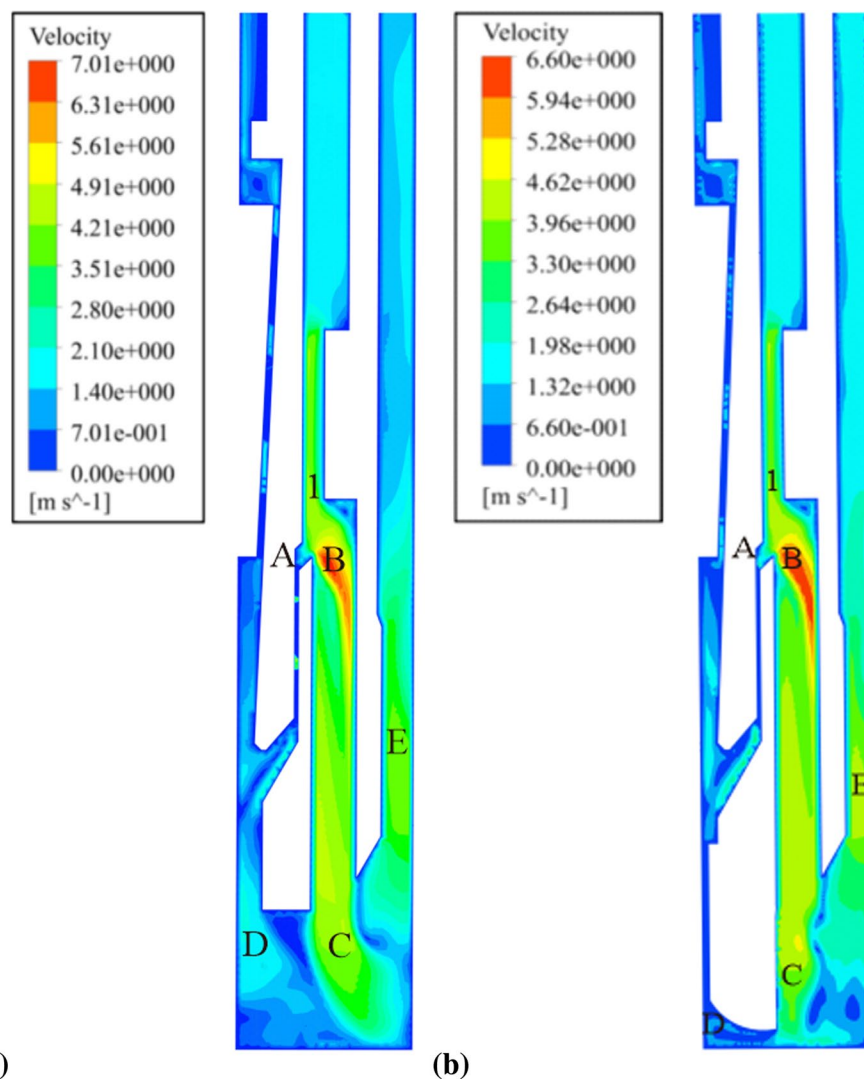 Velocity
7.01e+000
6.31e+000
5.61e+000
4.91e+000
4.21e+000
3.51e+000
2.80e+000
2.10e+000
1.40e+000
7.01e-001
0.00e+000
[m s^-1]
1
A
B
E
D
C
)
Velocity
6.60e+000
5.94e+000
5.28e+000
4.62e+000
3.96e+000
3.30e+000
2.64e+000
1.98e+000
1.32e+000
6.60e-001
0.00e+000
[m s^-1]
1
A
B
E
C
D
(b)